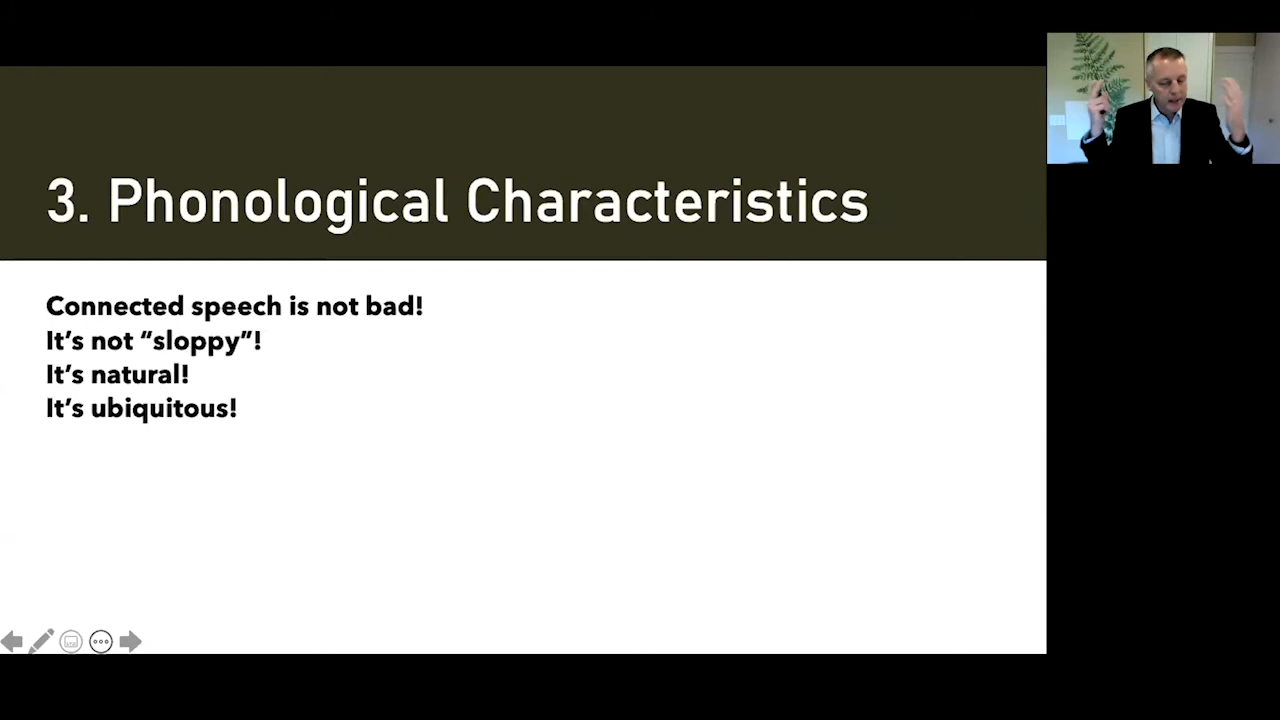 3. Phonological Characteristics
Connected speech is not bad!
It’s not “sloppy”!
It’s natural!
It’s ubiquitous!